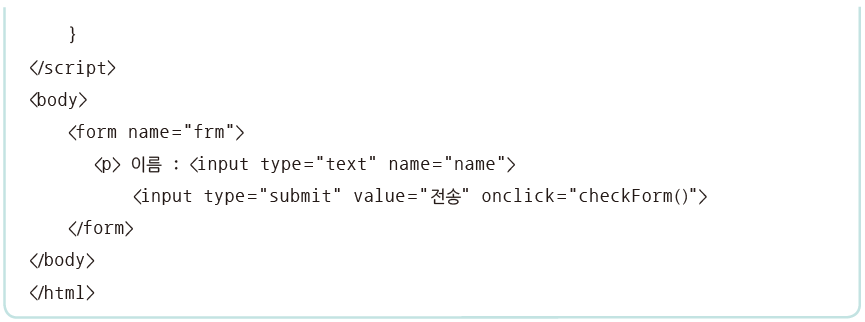 }
</script>
<body>
<form name="frm">
<p> 이름 : <input type="text" name="name">
<input type="submit" value="전송" onclick="checkForm()">
</form>
</body>
</html>